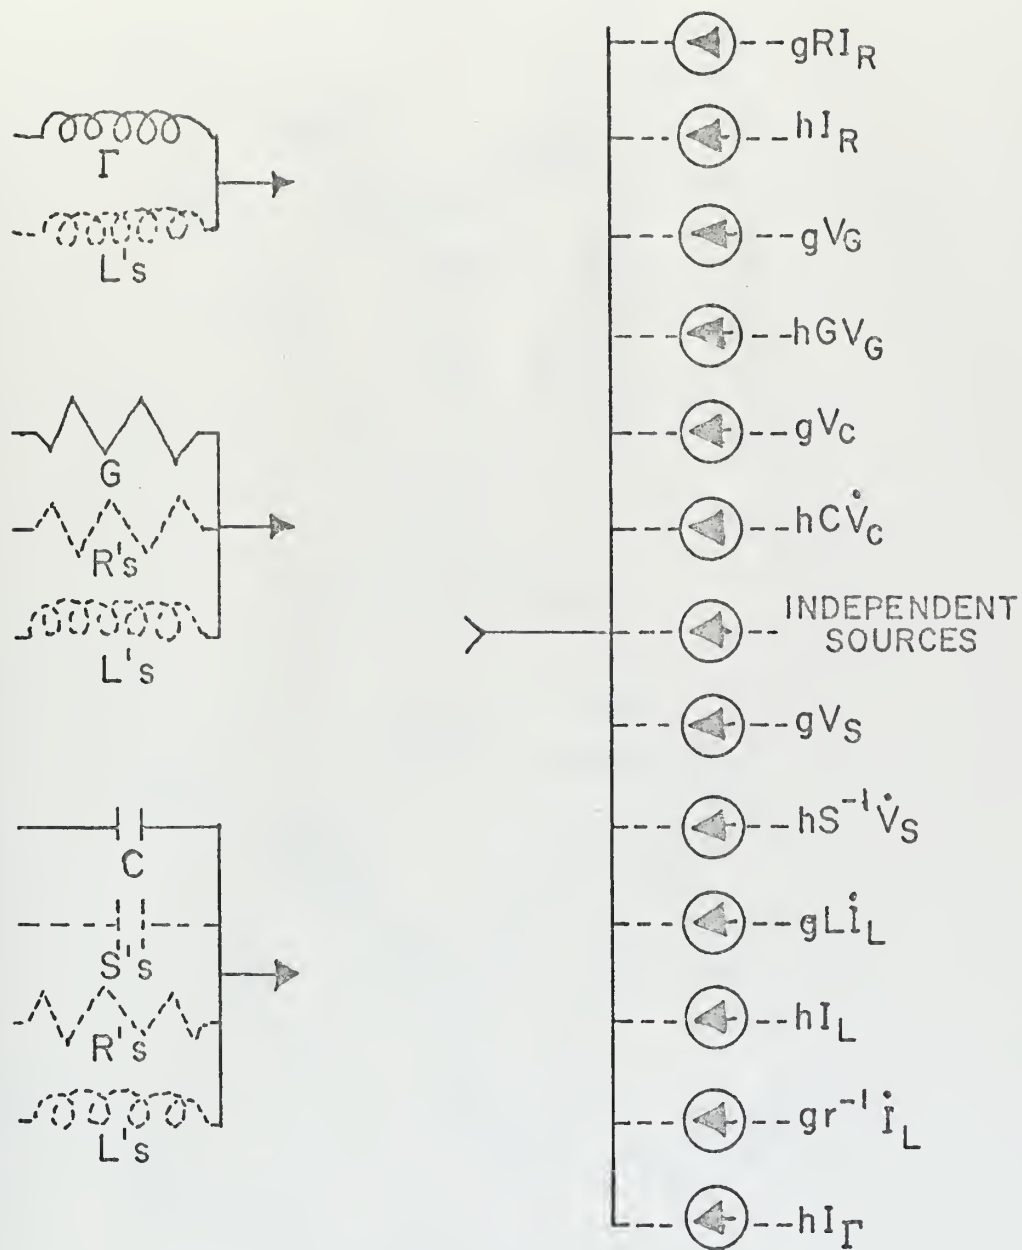 Γ
L's
G
R's
L's
C
S's
R's
L's
gRI_R
hI_R
gV_G
hGV_G
gV_C
hCV̇_C
INDEPENDENT
SOURCES
gV_S
hS⁻¹V̇_S
gLİ_L
hI_L
gr⁻¹İ_L
hI_Γ